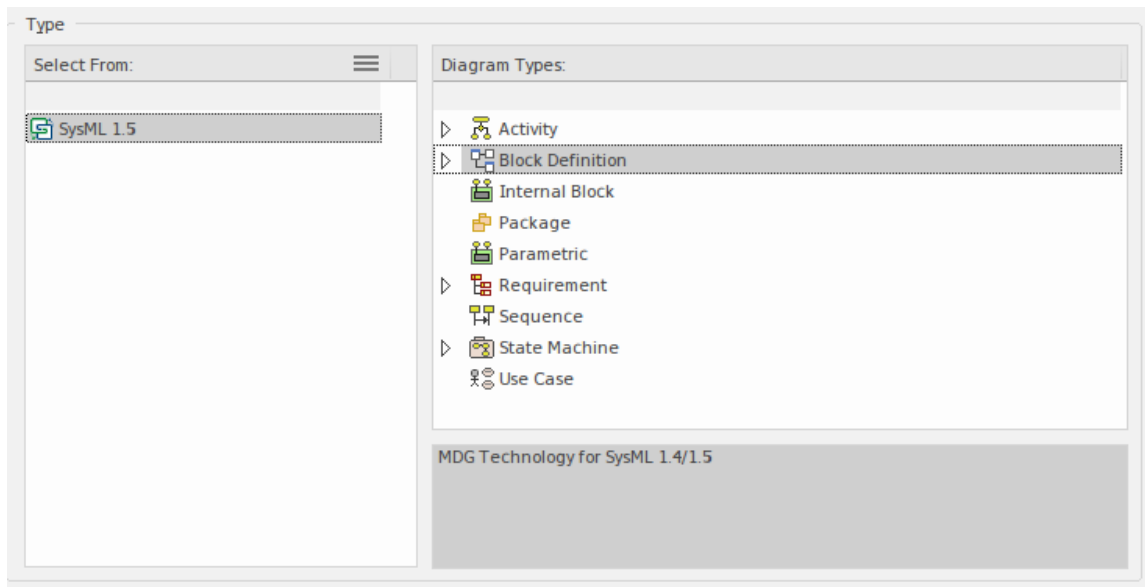 Type
Select From:
SysML 1.5
Diagram Types:
Activity
Block Definition
Internal Block
Package
Parametric
Requirement
Sequence
State Machine
Use Case
MDG Technology for SysML 1.4/1.5